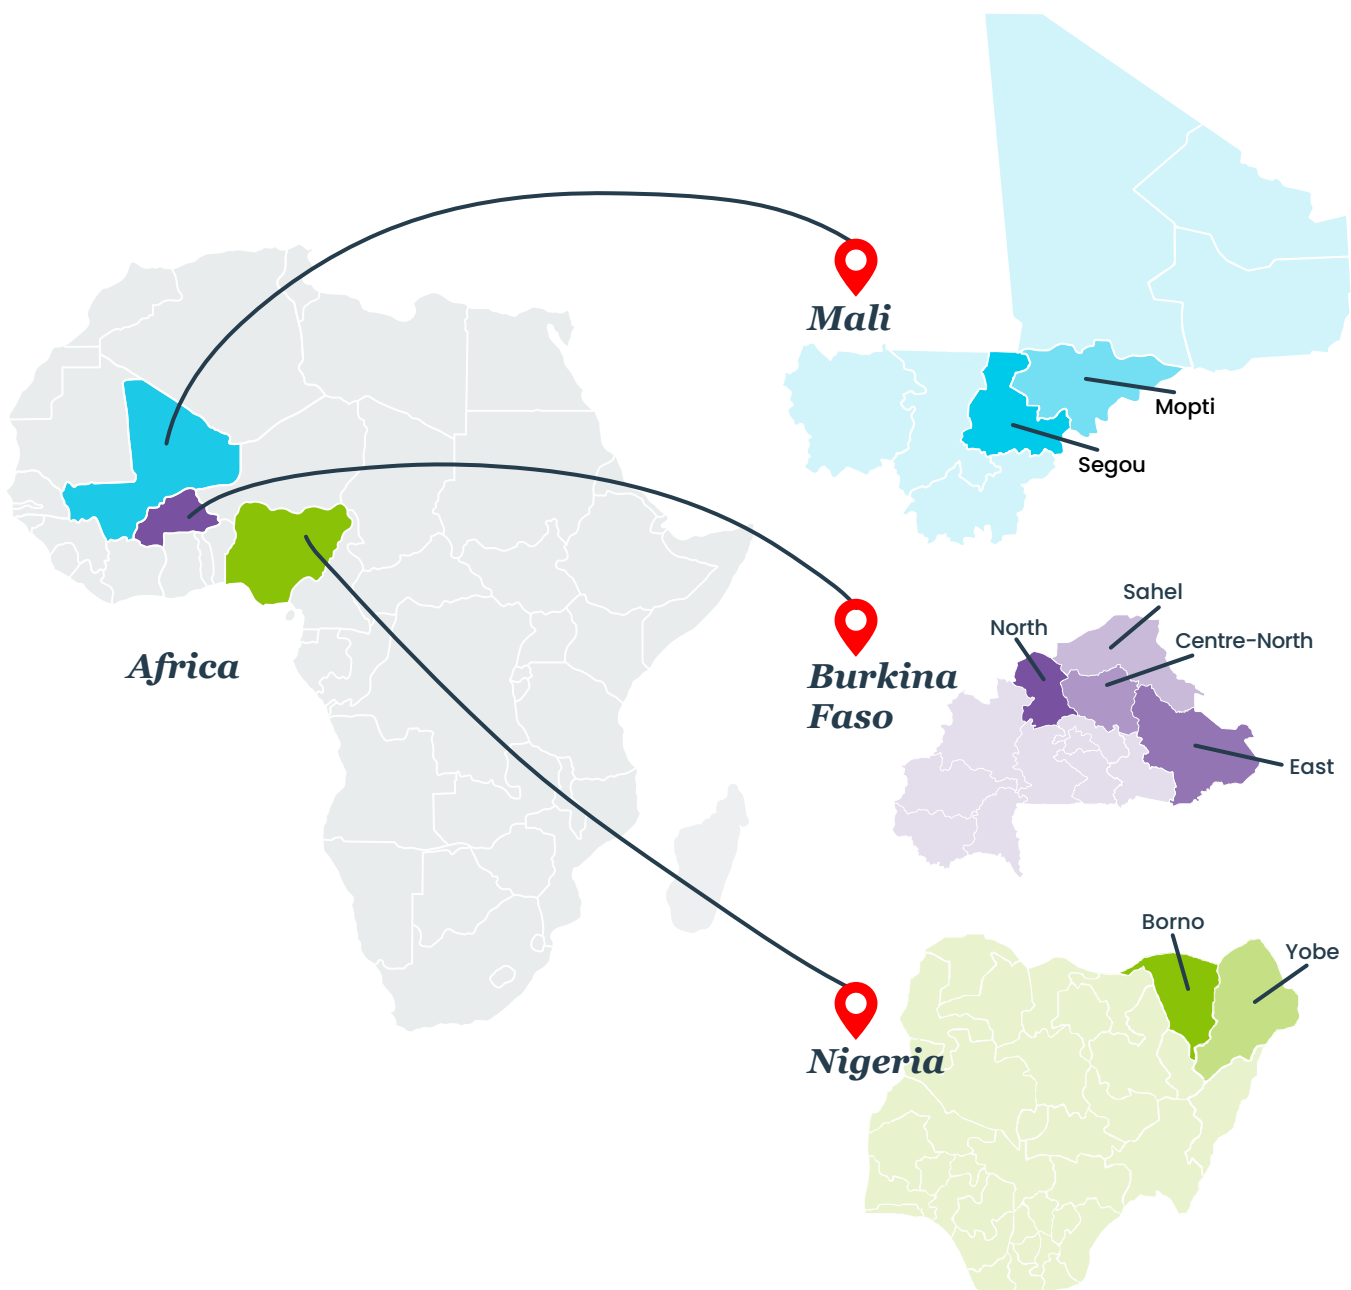 Mali
Mopti
Segou
Africa
Sahel
North
Centre-North
Burkina
Faso
East
Borno
Yobe
Nigeria